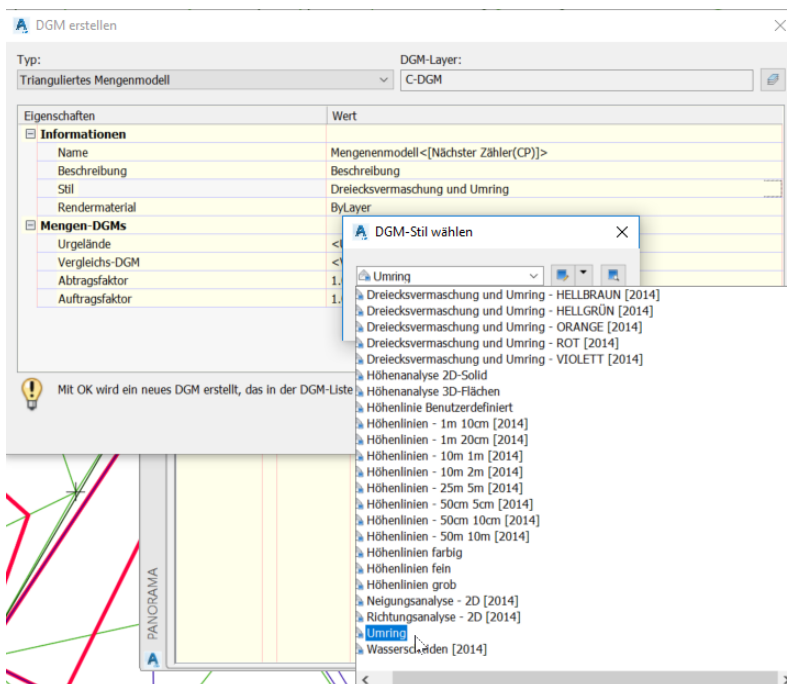 DGM erstellen
Typ: DGM-Layer:
Trianguliertes Mengenmodell C-DGM
Eigenschaften Wert
Informationen
Name Mengenenmodell<[Nächster Zähler(CP)]>
Beschreibung Beschreibung
Stil Dreiecksvermaschung und Umring
Rendermaterial ByLayer
Mengen-DGMs
Urgelände
Vergleichs-DGM
Abtragsfaktor
Auftragsfaktor
Mit OK wird ein neues DGM erstellt, das in der DGM-Liste
DGM-Stil wählen
Umring
Dreiecksvermaschung und Umring - HELLBRAUN [2014]
Dreiecksvermaschung und Umring - HELLGRÜN [2014]
Dreiecksvermaschung und Umring - ORANGE [2014]
Dreiecksvermaschung und Umring - ROT [2014]
Dreiecksvermaschung und Umring - VIOLETT [2014]
Höhenanalyse 2D-Solid
Höhenanalyse 3D-Flächen
Höhenlinie Benutzerdefiniert
Höhenlinien - 1m 10cm [2014]
Höhenlinien - 1m 20cm [2014]
Höhenlinien - 10m 1m [2014]
Höhenlinien - 10m 2m [2014]
Höhenlinien - 25m 5m [2014]
Höhenlinien - 50cm 5cm [2014]
Höhenlinien - 50cm 10cm [2014]
Höhenlinien - 50m 10m [2014]
Höhenlinien farbig
Höhenlinien fein
Höhenlinien grob
Neigungsanalyse - 2D [2014]
Richtungsanalyse - 2D [2014]
Umring
Wasserscheiden [2014]
PANORAMA